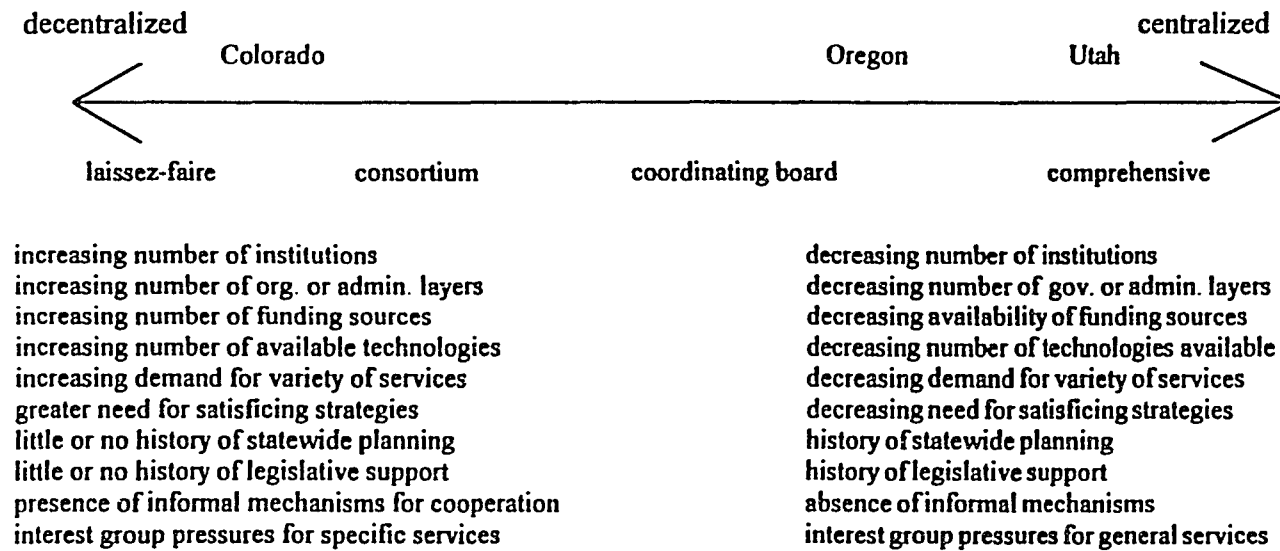 decentralized centralized
Colorado Oregon Utah
laissez-faire consortium coordinating board comprehensive
increasing number of institutions
increasing number of org. or admin. layers
increasing number of funding sources
increasing number of available technologies
increasing demand for variety of services
greater need for satisficing strategies
little or no history of statewide planning
little or no history of legislative support
presence of informal mechanisms for cooperation
interest group pressures for specific services
decreasing number of institutions
decreasing number of gov. or admin. layers
decreasing availability of funding sources
decreasing number of technologies available
decreasing demand for variety of services
decreasing need for satisficing strategies
history of statewide planning
history of legislative support
absence of informal mechanisms
interest group pressures for general services